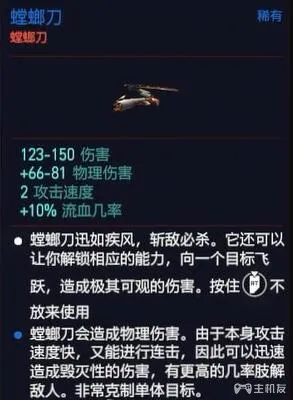 螳螂刀 稀有
螳螂刀
123-150 伤害
+66-81 物理伤害
2 攻击速度
+10% 流血几率
螳螂刀迅如疾风，斩敌必杀。它还可以
让你解锁相应的能力，向一个目标飞
跃，造成极其可观的伤害。按住 不
放来使用
螳螂刀会造成物理伤害。由于本身攻击
速度快，又能进行连击，因此可以迅速
造成毁灭性的伤害，有更高的几率肢解
敌人。非常克制单体目标。
主机友